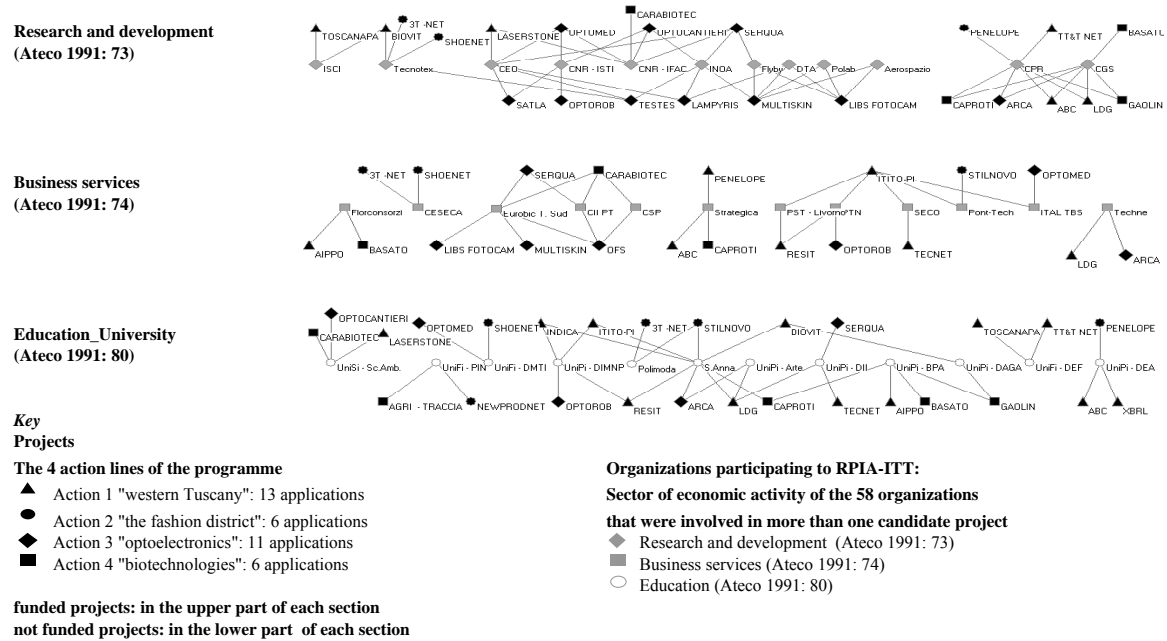 3T -NET CARABIOTEC
Research and development TOSCANAPA BIOVIT SHOENET LASERSTONE OPTOMED OPTOCANTIERI SERQUA PENELOPE TT&T NET BASATO
(Ateco 1991: 73)
ISCI Tecnotex CEO CNR - ISTI CNR - IFAC INOA Flyby DTA Polab Aerospazio CPR CGS
SATLA OPTOROB TESTES LAMPYRIS MULTISKIN LIBS FOTOCAM CAPROTI ARCA ABC LDG GAOLIN
Business services 3T -NET SHOENET SERQUA CARABIOTEC PENELOPE ITITO-PI STILNOVO OPTOMED
(Ateco 1991: 74)
Florconsorzi CESECA Eurobic T. Sud CII PT CSP Strategica PST - Livorno TN SECO Pont-Tech ITAL TBS Techne
AIPPO BASATO LIBS FOTOCAM MULTISKIN OFS ABC CAPROTI RESIT OPTOROB TECNET LDG ARCA
Education_University OPTOCANTIERI CARABIOTEC LASERSTONE OPTOMED SHOENET INDICA ITITO-PI 3T -NET STILNOVO BIOVIT SERQUA TOSCANAPA TT&T NET PENELOPE
(Ateco 1991: 80)
UniSi - Sc.Amb. UniFi - PIN UniFi - DMTI UniPi - DIMNP Polimoda S.Anna UniPi - Arte. UniPi - DII UniPi - BPA UniPi - DAGA UniFi - DEF UniPi - DEA
AGRI - TRACCIA NEWPRODNET OPTOROB RESIT ARCA LDG CAPROTI TECNET AIPPO BASATO GAOLIN ABC XBRL
Key
Projects
The 4 action lines of the programme
Action 1 "western Tuscany": 13 applications
Action 2 "the fashion district": 6 applications
Action 3 "optoelectronics": 11 applications
Action 4 "biotechnologies": 6 applications
funded projects: in the upper part of each section
not funded projects: in the lower part of each section
Organizations participating to RPIA-ITT:
Sector of economic activity of the 58 organizations
that were involved in more than one candidate project
Research and development (Ateco 1991: 73)
Business services (Ateco 1991: 74)
Education (Ateco 1991: 80)